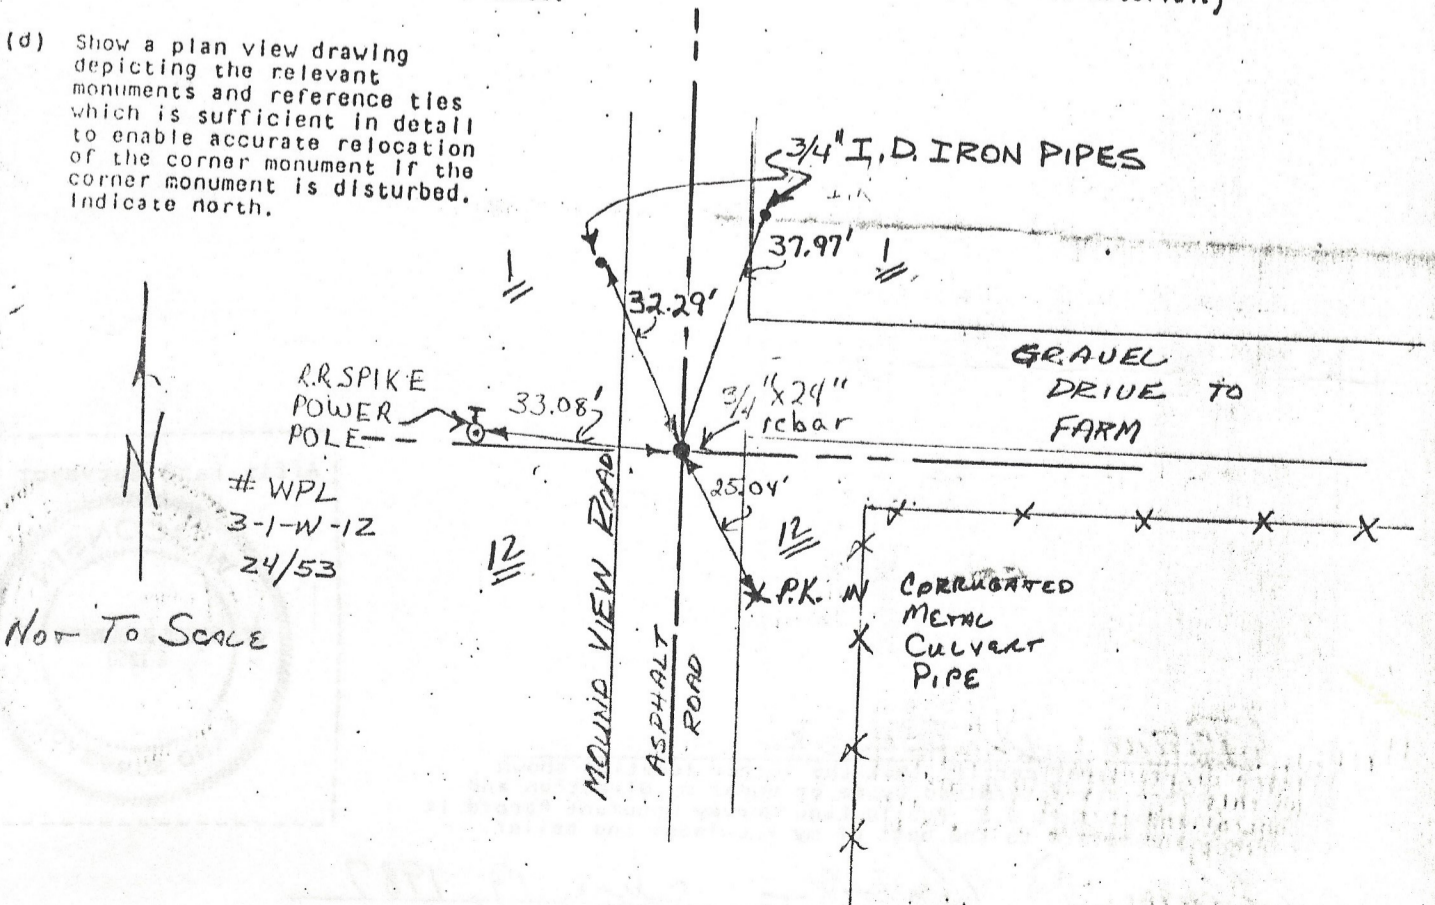 (d) Show a plan view drawing
depicting the relevant
monuments and reference ties
which is sufficient in detail
to enable accurate relocation
of the corner monument if the
corner monument is disturbed.
Indicate north.
3/4" I.D. IRON PIPES
37.97'
1
1
32.29'
R.R. SPIKE
POWER
POLE
33.08'
3/4" x 24"
rebar
GRAVEL
DRIVE TO
FARM
N
# WPL
3-1-W-12
24/53
25.04'
12
12
P.K. IN CORRUGATED
METAL
CULVERT
PIPE
NOT TO SCALE
MOUND VIEW ROAD
ASPHALT
ROAD